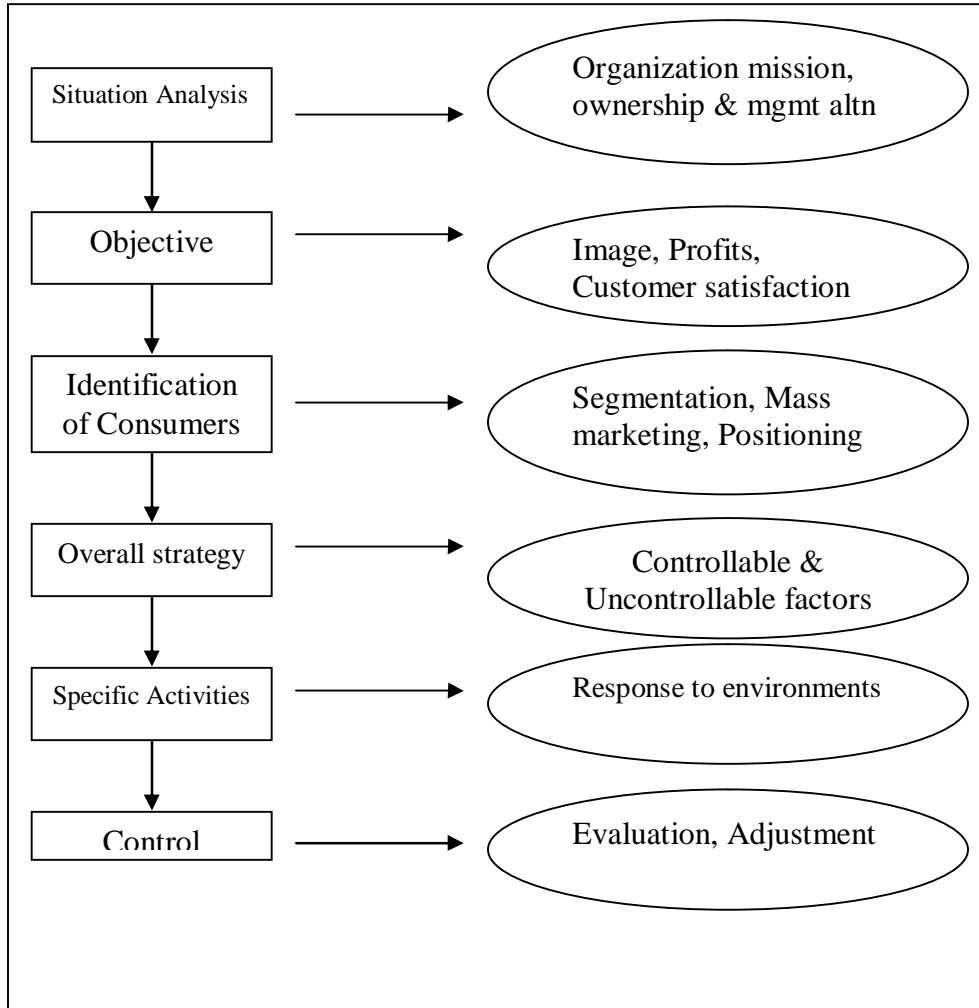 Situation Analysis
Organization mission,
ownership & mgmt altn
Objective
Image, Profits,
Customer satisfaction
Identification
of Consumers
Segmentation, Mass
marketing, Positioning
Overall strategy
Controllable &
Uncontrollable factors
Specific Activities
Response to environments
Control
Evaluation, Adjustment